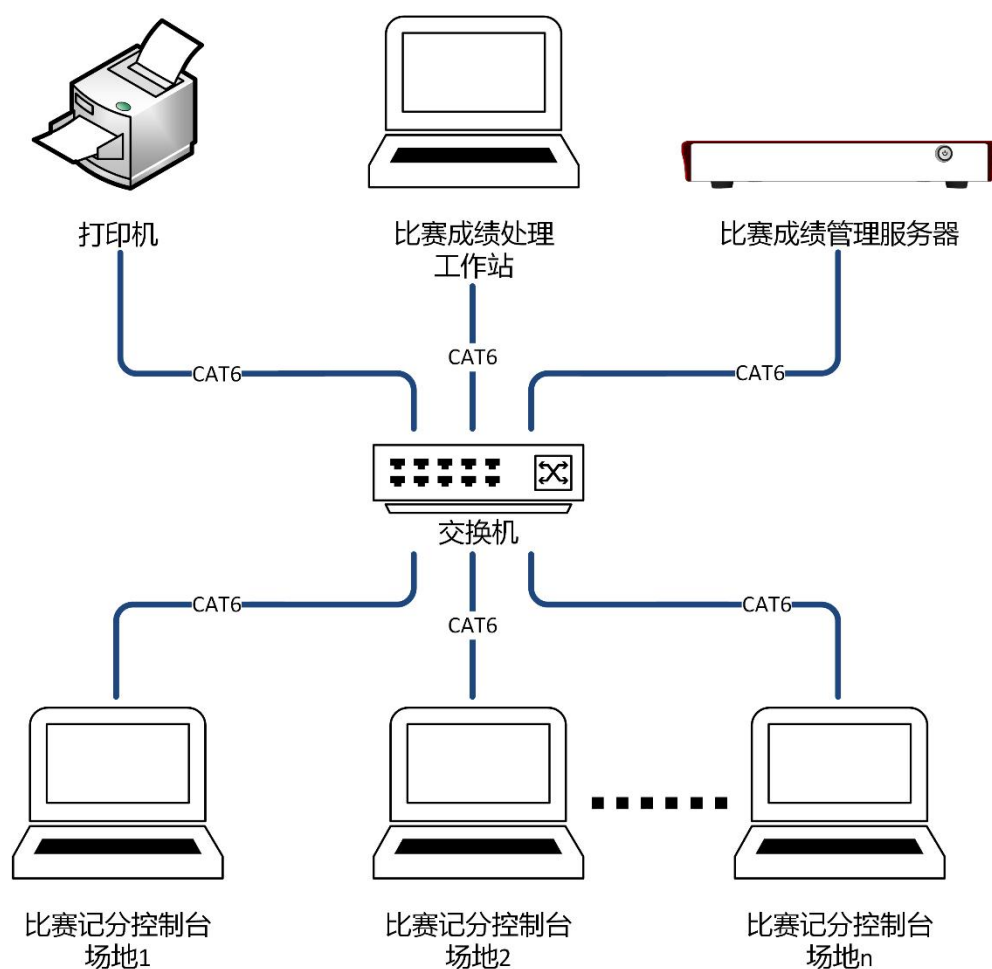 打印机
比赛成绩处理
工作站
比赛成绩管理服务器
CAT6
CAT6
CAT6
交换机
CAT6
CAT6
CAT6
比赛记分控制台
场地1
比赛记分控制台
场地2
比赛记分控制台
场地n